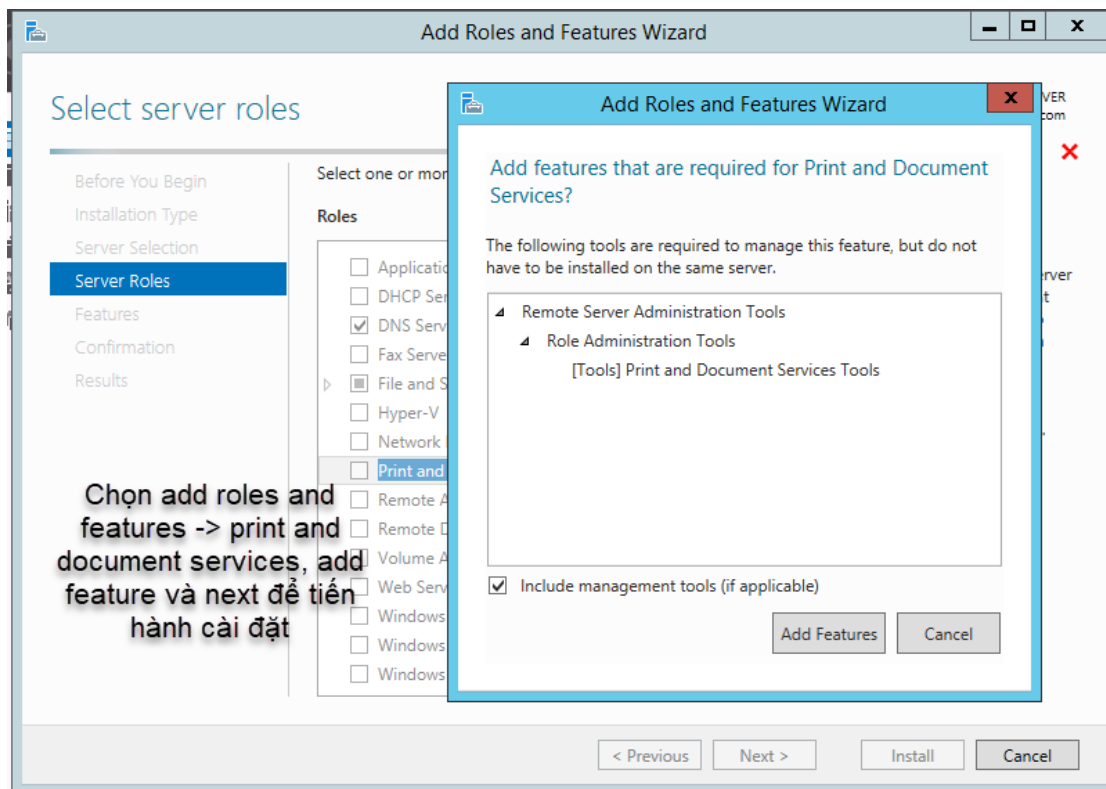 Add Roles and Features Wizard
Select server roles
Before You Begin
Installation Type
Server Selection
Server Roles
Features
Confirmation
Results
Select one or
Roles
DHCP
DNS
Fax
File and
Hyper-V
Network
Print and
Remote
Remote
Volume
Web
Windows
Windows
Windows
Chọn add roles and
features -> print and
document services, add
feature và next để tiến
hành cài đặt
Add Roles and Features Wizard
Add features that are required for Print and Document
Services?
The following tools are required to manage this feature, but do not
have to be installed on the same server.
Remote Server Administration Tools
Role Administration Tools
[Tools] Print and Document Services Tools
Include management tools (if applicable)
Add Features
Cancel
< Previous
Next >
Install
Cancel